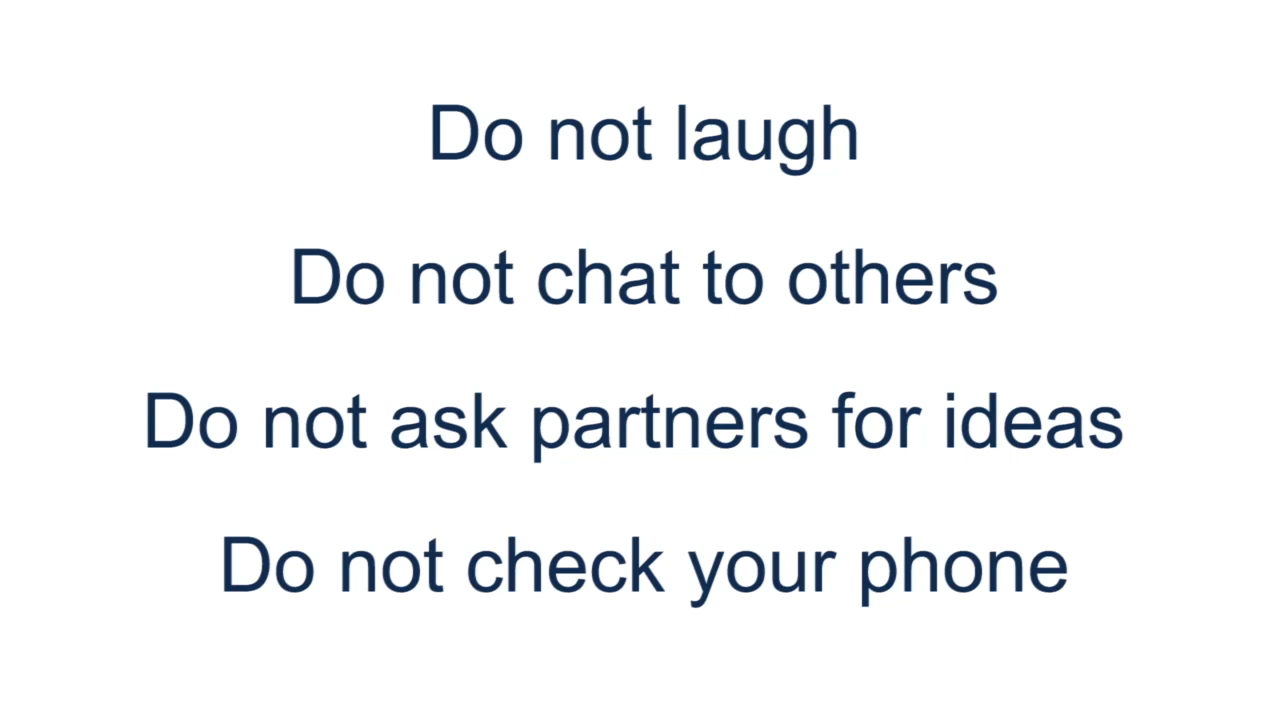 Do not laugh
Do not chat to others
Do not ask partners for ideas
Do not check your phone